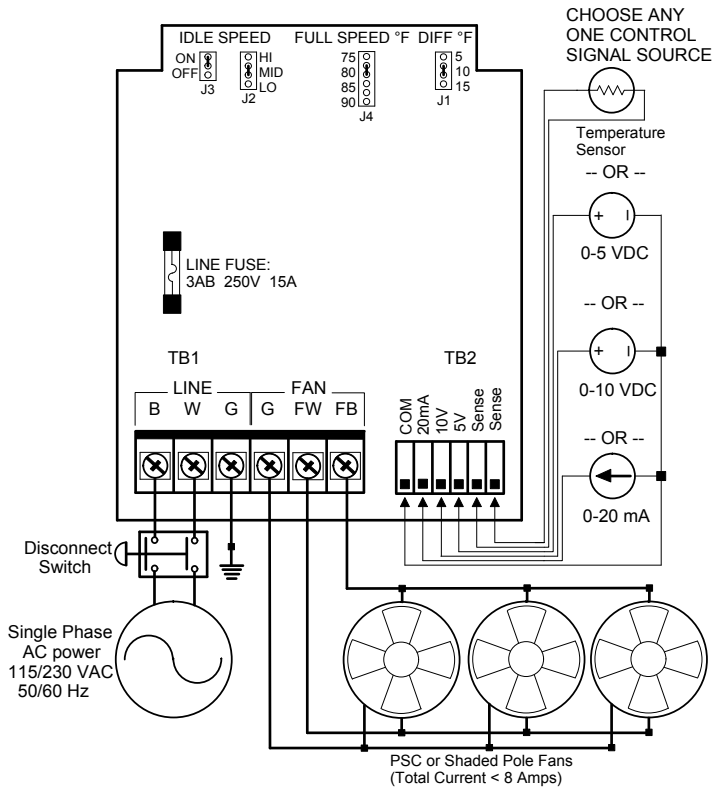 CHOOSE ANY
ONE CONTROL
SIGNAL SOURCE
IDLE SPEED
FULL SPEED °F
DIFF °F
ON
OFF
J3
HI
MID
LO
J2
75
80
85
90
J4
5
10
15
J1
Temperature
Sensor
-- OR --
+
0-5 VDC
-- OR --
+
0-10 VDC
-- OR --
0-20 mA
LINE FUSE:
3AB 250V 15A
TB1
TB2
LINE
FAN
B W G G FW FB
COM
20mA
10V
5V
Sense
Sense
Disconnect
Switch
Single Phase
AC power
115/230 VAC
50/60 Hz
PSC or Shaded Pole Fans
(Total Current < 8 Amps)